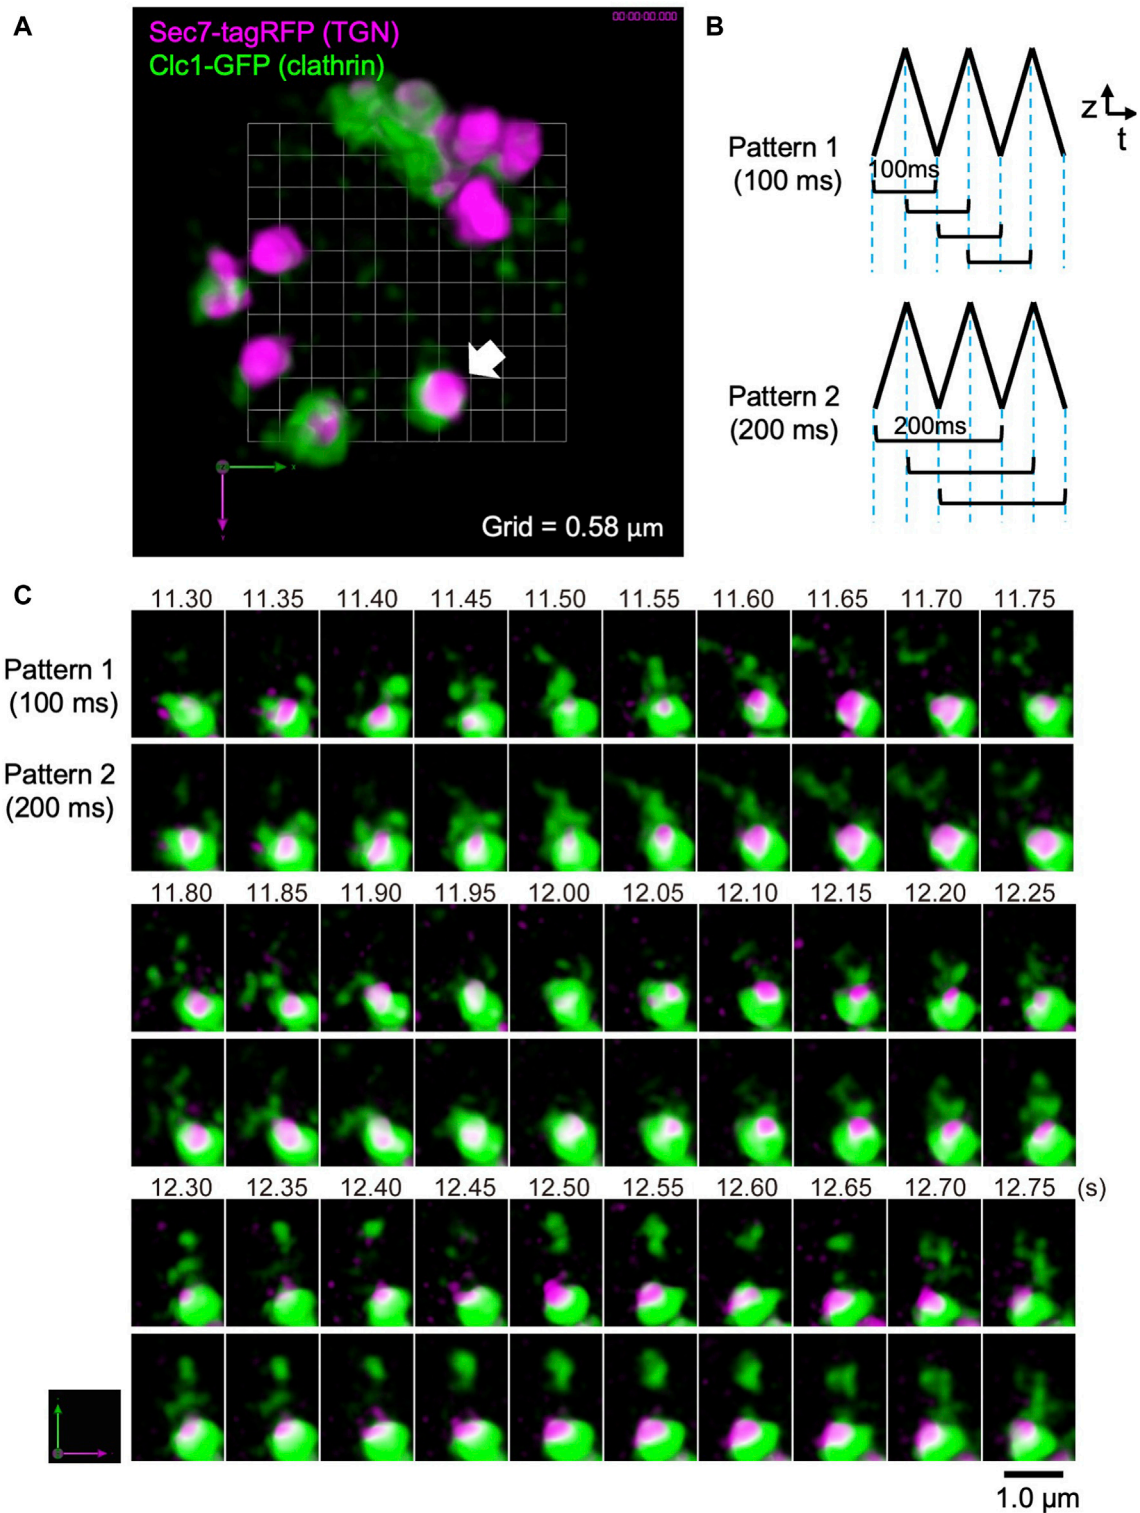 A
00:00:00.000
Sec7-tagRFP (TGN)
Clc1-GFP (clathrin)
x
Y
Grid = 0.58 µm
B
z
t
Pattern 1
(100 ms)
100ms
Pattern 2
(200 ms)
200ms
C
11.30 11.35 11.40 11.45 11.50 11.55 11.60 11.65 11.70 11.75
Pattern 1
(100 ms)
Pattern 2
(200 ms)
11.80 11.85 11.90 11.95 12.00 12.05 12.10 12.15 12.20 12.25
12.30 12.35 12.40 12.45 12.50 12.55 12.60 12.65 12.70 12.75 (s)
1.0 µm